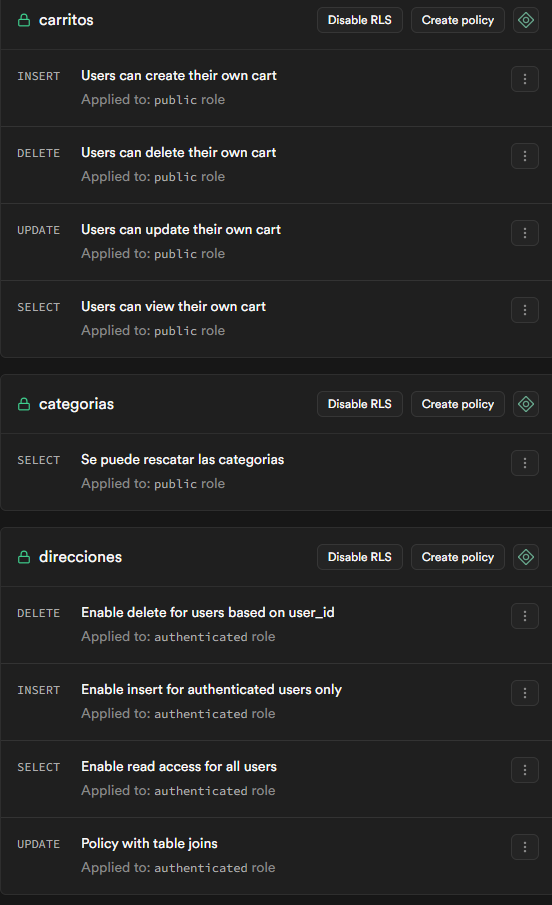 carritos Disable RLS Create policy
INSERT Users can create their own cart
Applied to: public role
DELETE Users can delete their own cart
Applied to: public role
UPDATE Users can update their own cart
Applied to: public role
SELECT Users can view their own cart
Applied to: public role
categorias Disable RLS Create policy
SELECT Se puede rescatar las categorias
Applied to: public role
direcciones Disable RLS Create policy
DELETE Enable delete for users based on user_id
Applied to: authenticated role
INSERT Enable insert for authenticated users only
Applied to: authenticated role
SELECT Enable read access for all users
Applied to: authenticated role
UPDATE Policy with table joins
Applied to: authenticated role